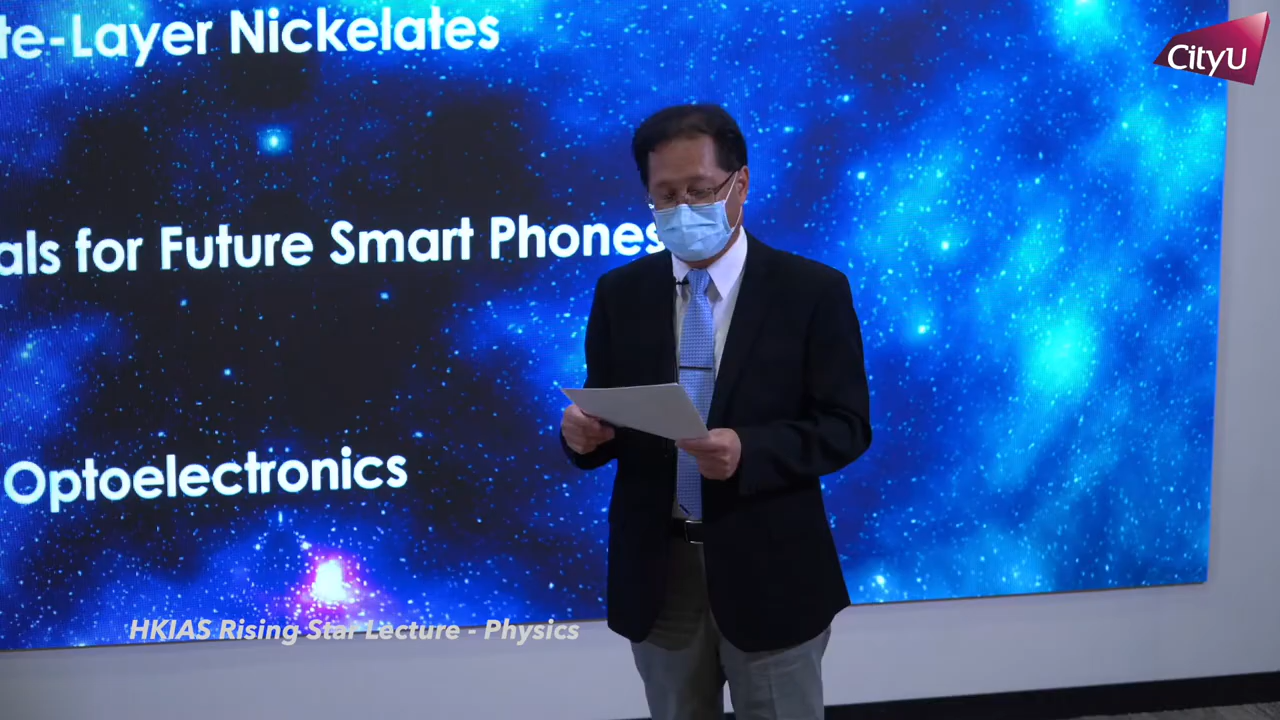 te-Layer Nickelates
CityU
als for Future Smart Phones
Optoelectronics
HKIAS Rising Star Lecture - Physics